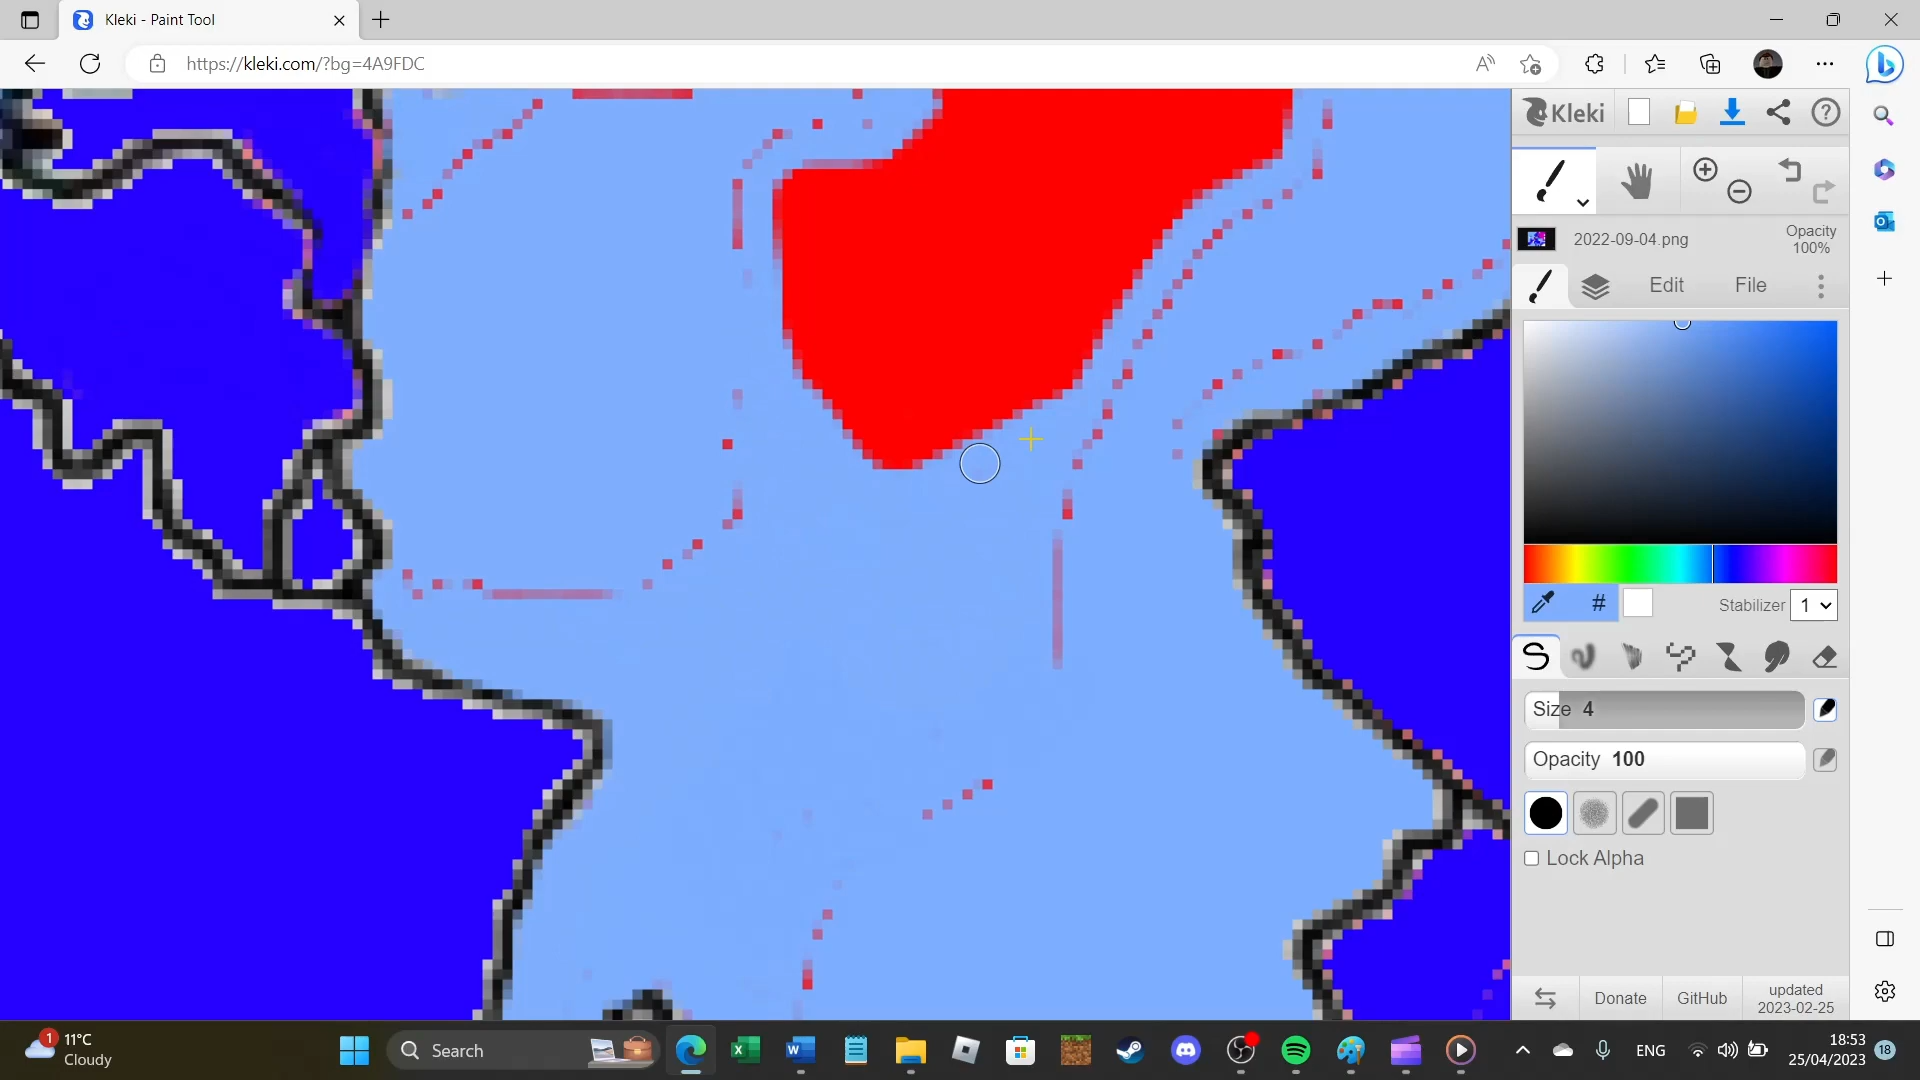 Kleki - Paint Tool
https://kleki.com/?bg=4A9FDC
Kleki
2022-09-04.png
Opacity
100%
Edit
File
#
Stabilizer
1
Size 4
Opacity 100
Lock Alpha
Donate
GitHub
updated
2023-02-25
1
11°C
Cloudy
Search
ENG
18:53
25/04/2023
18